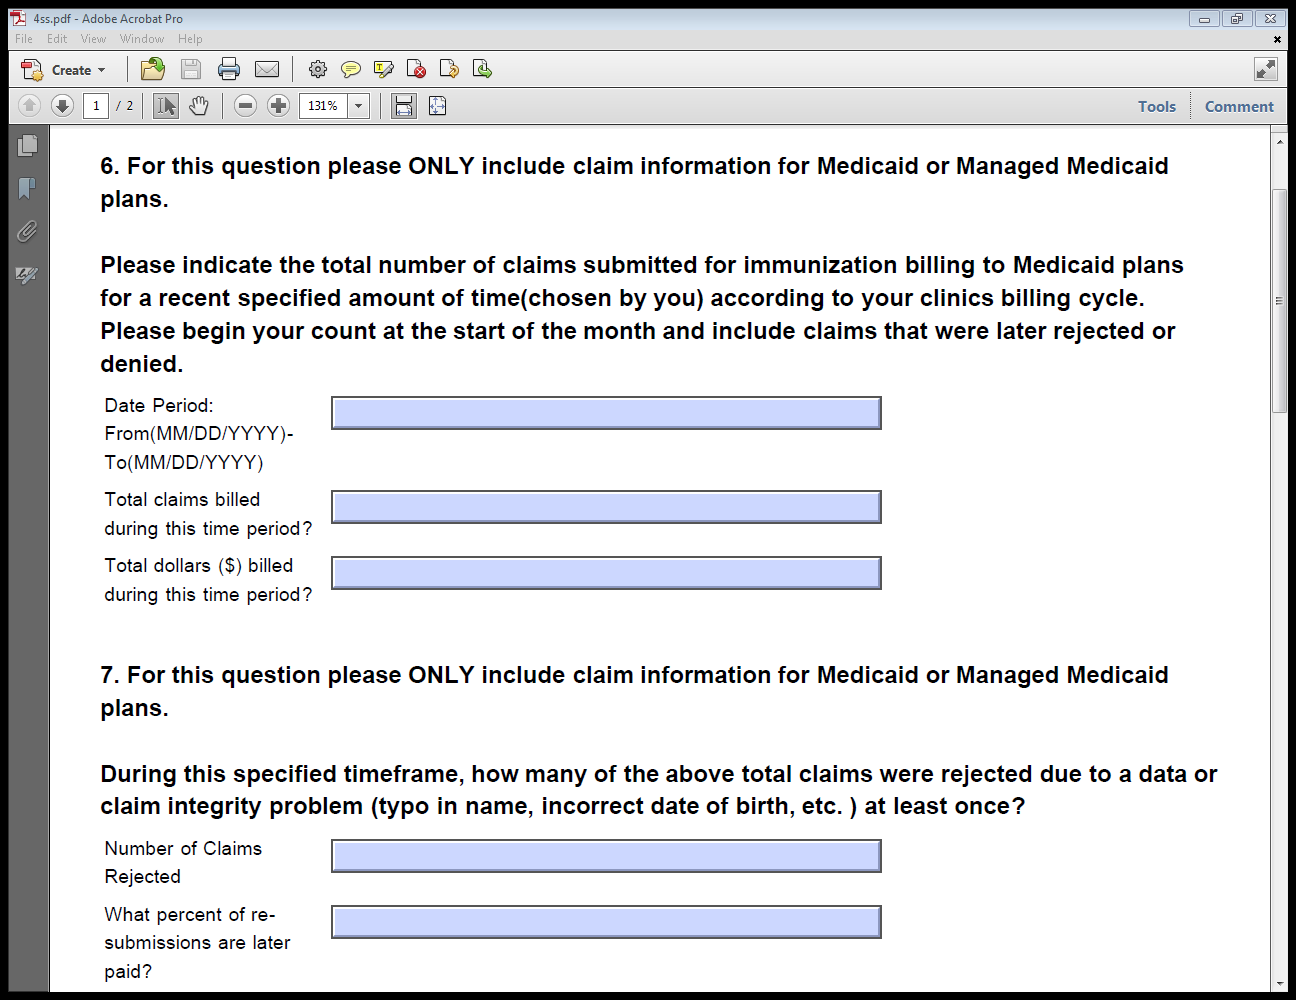 4ss.pdf - Adobe Acrobat Pro
File Edit View Window Help
Create
1 / 2 131% Tools Comment
6. For this question please ONLY include claim information for Medicaid or Managed Medicaid
plans.
Please indicate the total number of claims submitted for immunization billing to Medicaid plans
for a recent specified amount of time(chosen by you) according to your clinics billing cycle.
Please begin your count at the start of the month and include claims that were later rejected or
denied.
Date Period:
From(MM/DD/YYYY)-
To(MM/DD/YYYY)
Total claims billed
during this time period?
Total dollars ($) billed
during this time period?
7. For this question please ONLY include claim information for Medicaid or Managed Medicaid
plans.
During this specified timeframe, how many of the above total claims were rejected due to a data or
claim integrity problem (typo in name, incorrect date of birth, etc. ) at least once?
Number of Claims
Rejected
What percent of re-
submissions are later
paid?